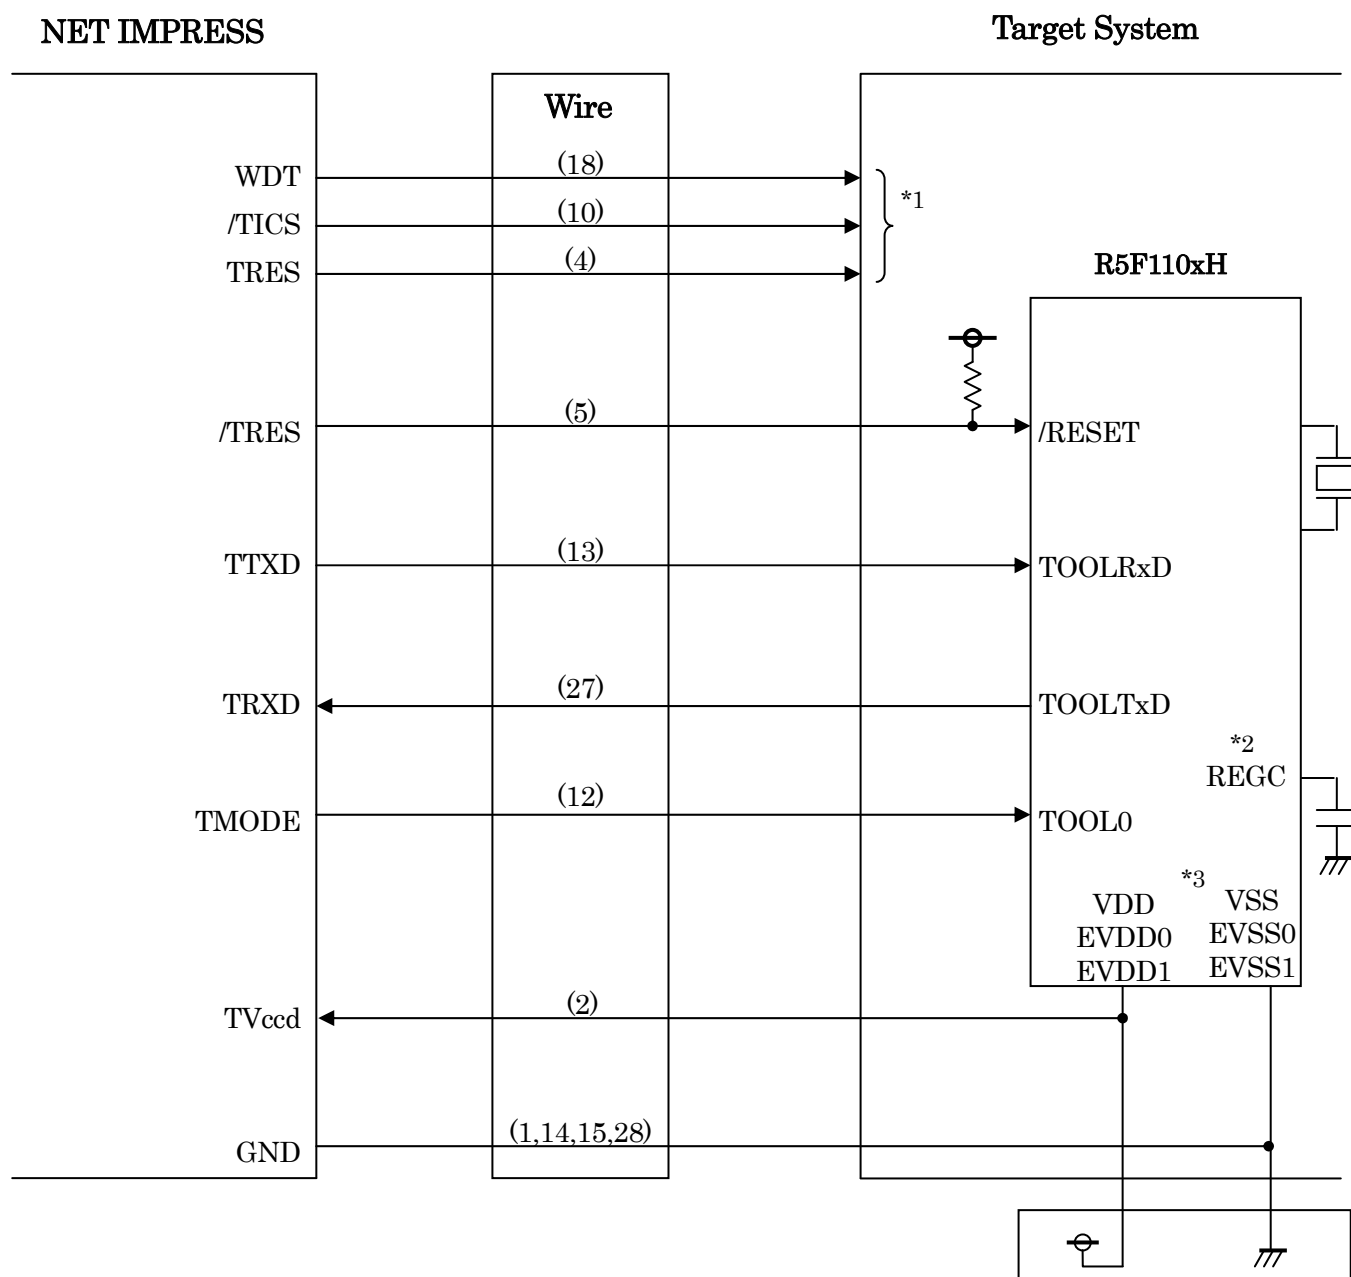 NET IMPRESS
Target System
Wire
WDT
(18)
*1
/TICS
(10)
TRES
(4)
R5F110xH
/TRES
(5)
/RESET
TTXD
(13)
TOOLRxD
TRXD
(27)
TOOLTxD
*2
REGC
TMODE
(12)
TOOL0
*3
VDD
VSS
EVDD0
EVSS0
EVDD1
EVSS1
TVccd
(2)
GND
(1,14,15,28)